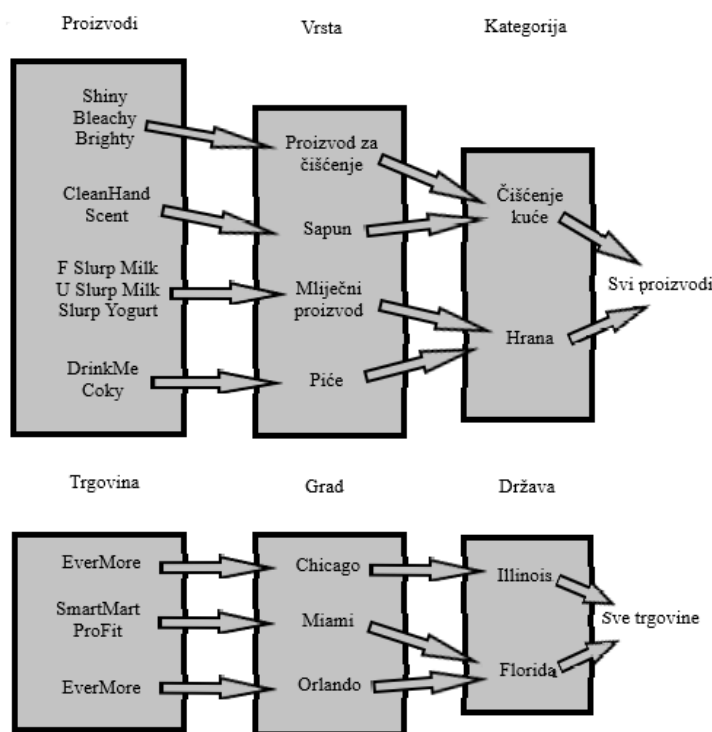 Proizvodi
Vrsta
Kategorija
Shiny
Bleachy
Brighty
CleanHand
Scent
F Slurp Milk
U Slurp Milk
Slurp Yogurt
DrinkMe
Coky
Proizvod za
čišćenje
Sapun
Mliječni
proizvod
Piće
Čišćenje
kuće
Hrana
Svi proizvodi
Trgovina
Grad
Država
EverMore
SmartMart
ProFit
EverMore
Chicago
Miami
Orlando
Illinois
Florida
Sve trgovine